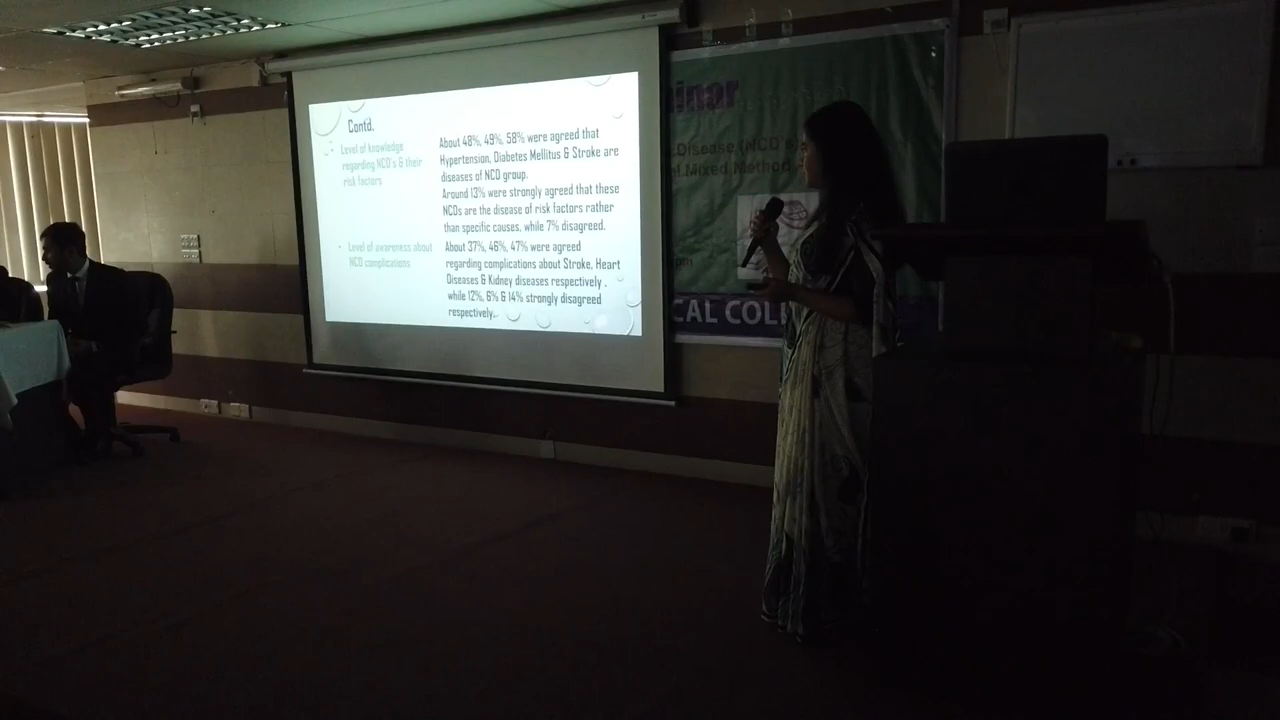 Contd.
Level of knowledge
regarding NCD's & their
risk factors
About 48%, 49%, 58% were agreed that
Hypertension, Diabetes Mellitus & Stroke are
diseases of NCD group.
Around 13% were strongly agreed that these
NCDs are the disease of risk factors rather
than specific causes, while 7% disagreed.
Level of awareness about
NCD complications
About 37%, 46%, 47% were agreed
regarding complications about Stroke, Heart
Diseases & Kidney diseases respectively .
while 12%, 6% & 14% strongly disagreed
respectively.
inar
Disease (NCD's)
Mixed Method
pm
CAL COL